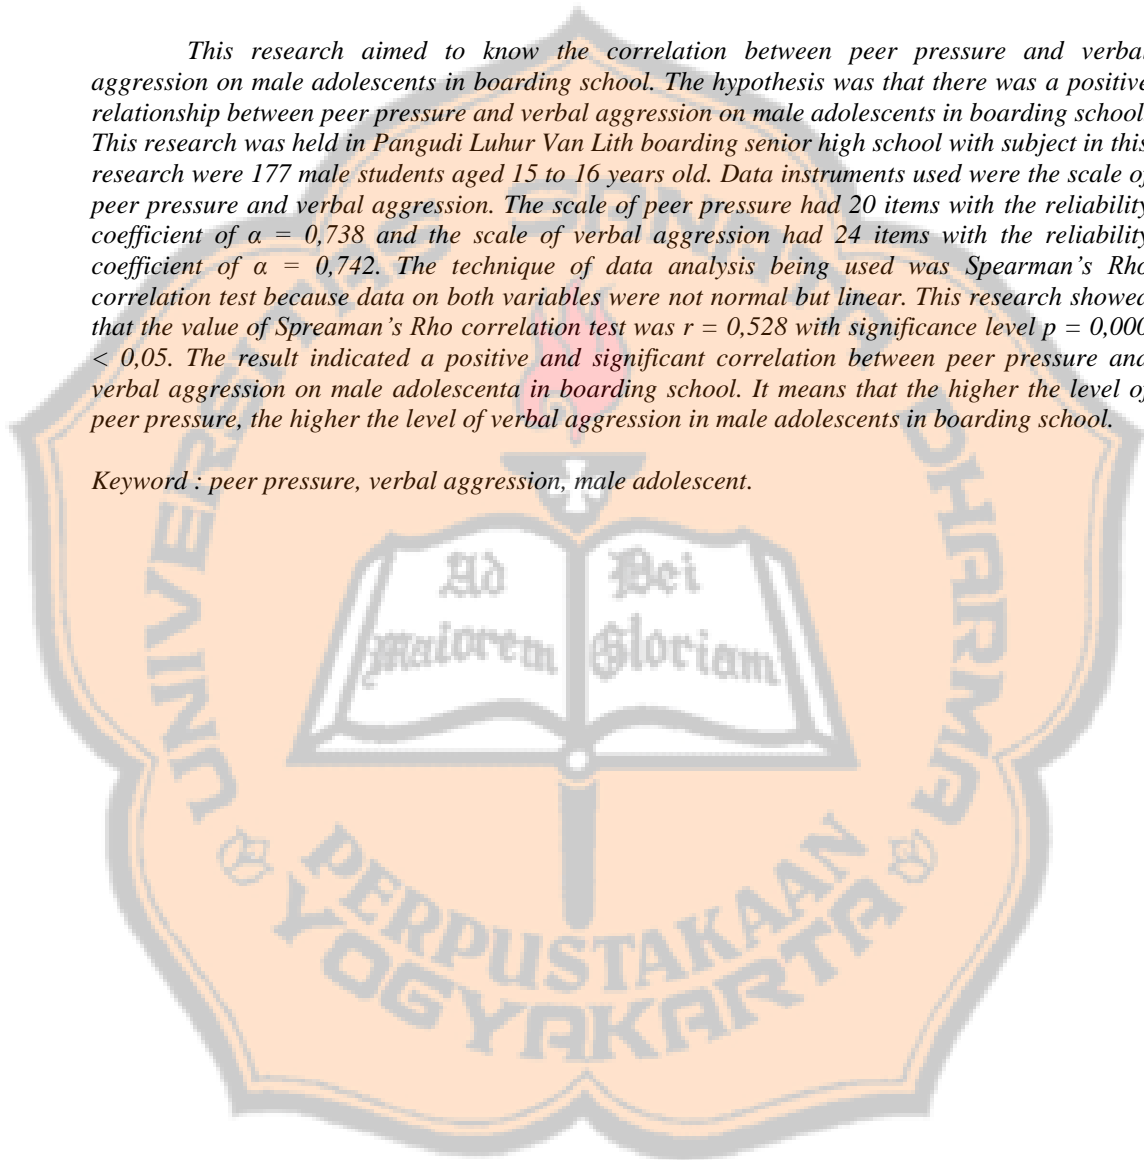 This research aimed to know the correlation between peer pressure and verbal
aggression on male adolescents in boarding school. The hypothesis was that there was a positive
relationship between peer pressure and verbal aggression on male adolescents in boarding school
This research was held in Pangudi Luhur Van Lith boarding senior high school with subject in this
research were 177 male students aged 15 to 16 years old. Data instruments used were the scale of
peer pressure and verbal aggression. The scale of peer pressure had 20 items with the reliability
coefficient of α = 0,738 and the scale of verbal aggression had 24 items with the reliability
coefficient of α = 0,742. The technique of data analysis being used was Spearman’s Rho
correlation test because data on both variables were not normal but linear. This research showed
that the value of Spreaman’s Rho correlation test was r = 0,528 with significance level p = 0,000
< 0,05. The result indicated a positive and significant correlation between peer pressure and
verbal aggression on male adolescenta in boarding school. It means that the higher the level of
peer pressure, the higher the level of verbal aggression in male adolescents in boarding school.
Keyword : peer pressure, verbal aggression, male adolescent.
UNIVERSITAS SANATA DHARMA
Ad
maiorem
Dei
Gloriam
PERPUSTAKAAN
YOGYAKARTA